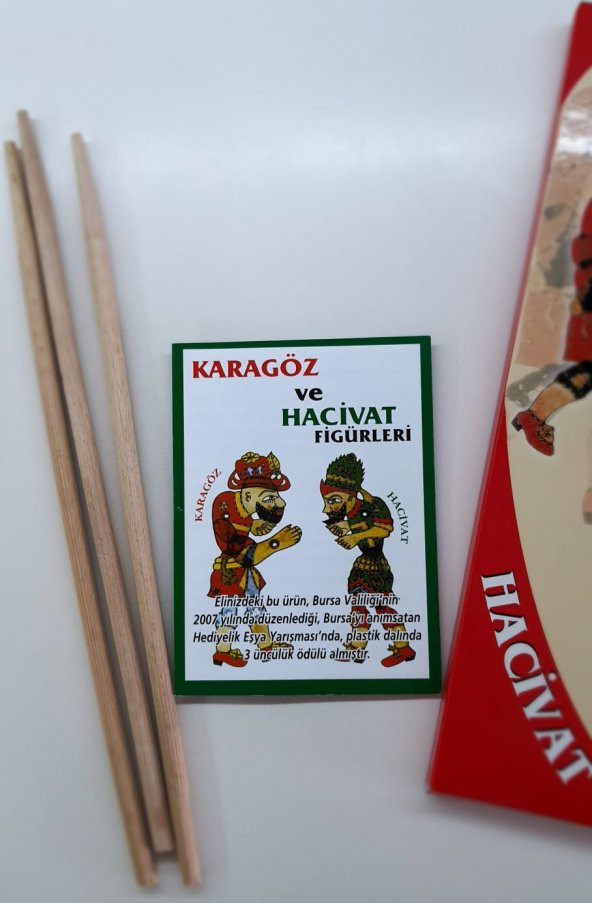 KARAGÖZ
ve
HACİVAT
FİGÜRLERİ
KARAGÖZ
HACİVAT
Elinizdeki bu ürün, Bursa Valiliği'nin
2007 yılında düzenlediği, Bursa'yı anımsatan
Hediyelik Eşya Yarışması'nda, plastik dalında
3 üncülük ödülü almıştır.
HACİVAT